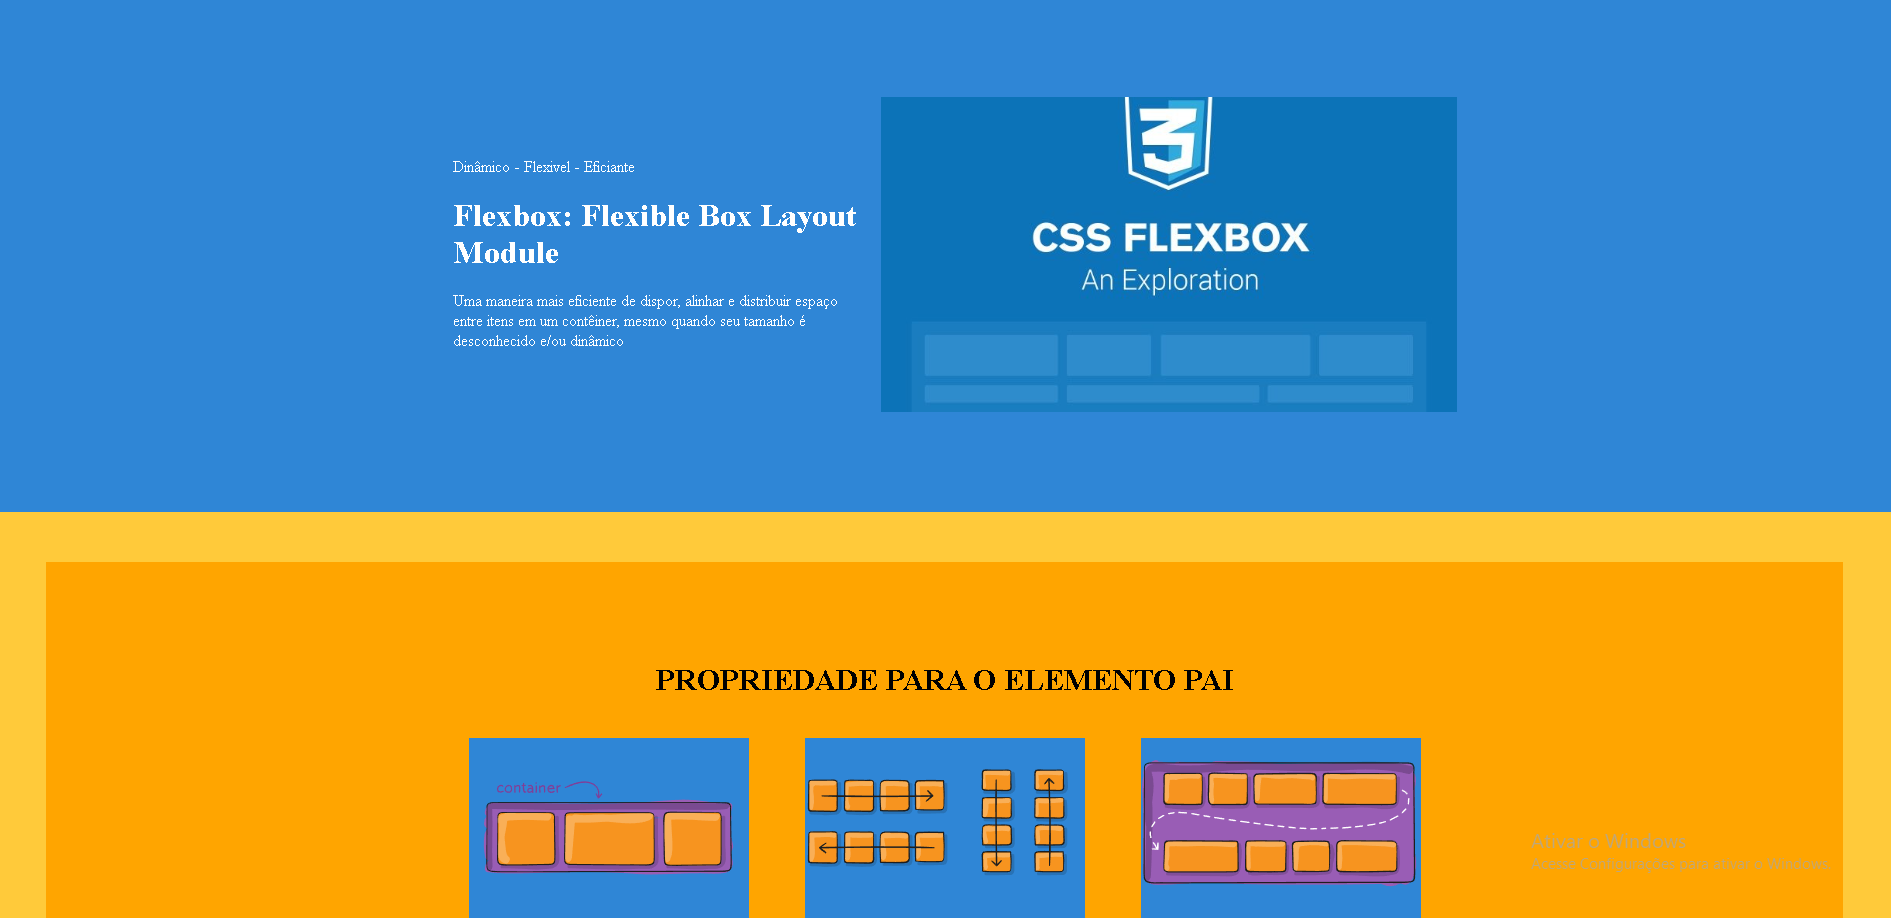 Dinâmico - Flexivel - Eficiante
Flexbox: Flexible Box Layout
Module
Uma maneira mais eficiente de dispor, alinhar e distribuir espaço
entre itens em um contêiner, mesmo quando seu tamanho é
desconhecido e/ou dinâmico
3
CSS FLEXBOX
An Exploration
PROPRIEDADE PARA O ELEMENTO PAI
container
Ativar o Windows
Acesse Configurações para ativar o Windows.